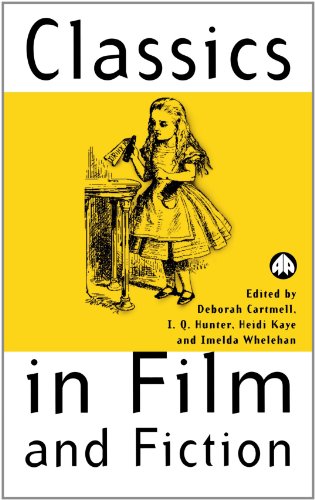 Classics
Edited by
Deborah Cartmell,
I. Q. Hunter, Heidi Kaye
and Imelda Whelehan
in Film
and Fiction